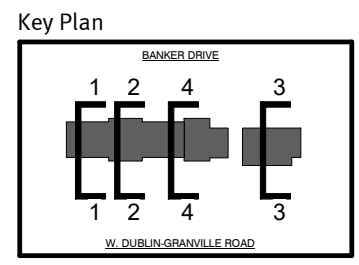 Key Plan
BANKER DRIVE
1 2 4 3
1 2 4 3
W. DUBLIN-GRANVILLE ROAD